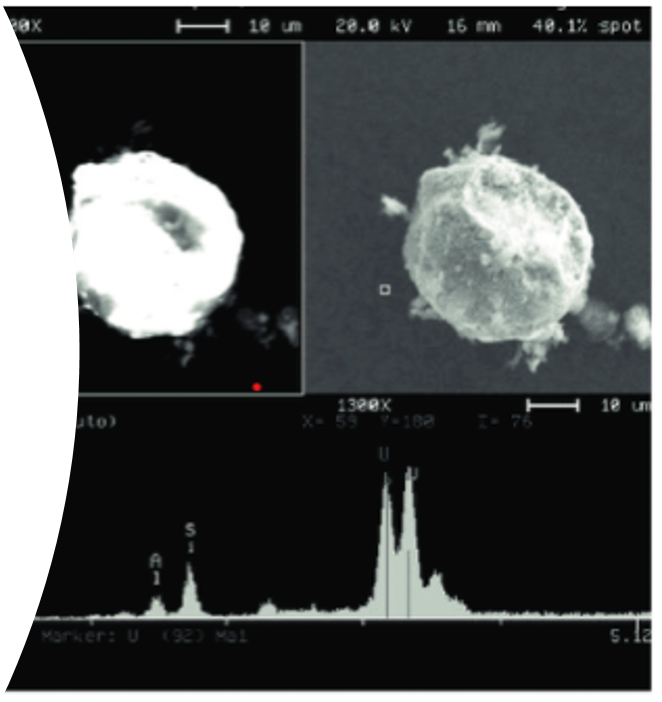 00X 10 um 20.0 kV 16 mm 40.1% spot
1300X 10 um
uto) X= 59 Y=180 I= 76
U
U
S
i
A
l
Marker: U (92) Ma1 5.12